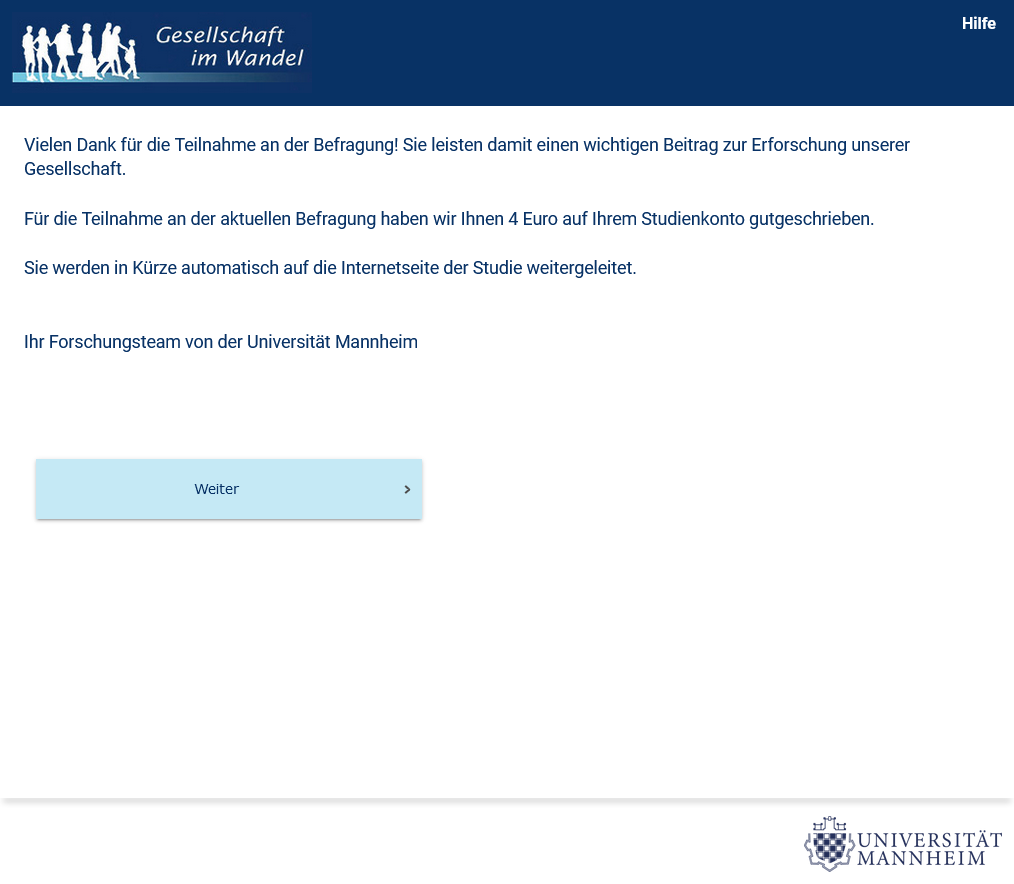 Gesellschaft
im Wandel
Hilfe
Vielen Dank für die Teilnahme an der Befragung! Sie leisten damit einen wichtigen Beitrag zur Erforschung unserer
Gesellschaft.
Für die Teilnahme an der aktuellen Befragung haben wir Ihnen 4 Euro auf Ihrem Studienkonto gutgeschrieben.
Sie werden in Kürze automatisch auf die Internetseite der Studie weitergeleitet.
Ihr Forschungsteam von der Universität Mannheim
Weiter
UNIVERSITÄT
MANNHEIM